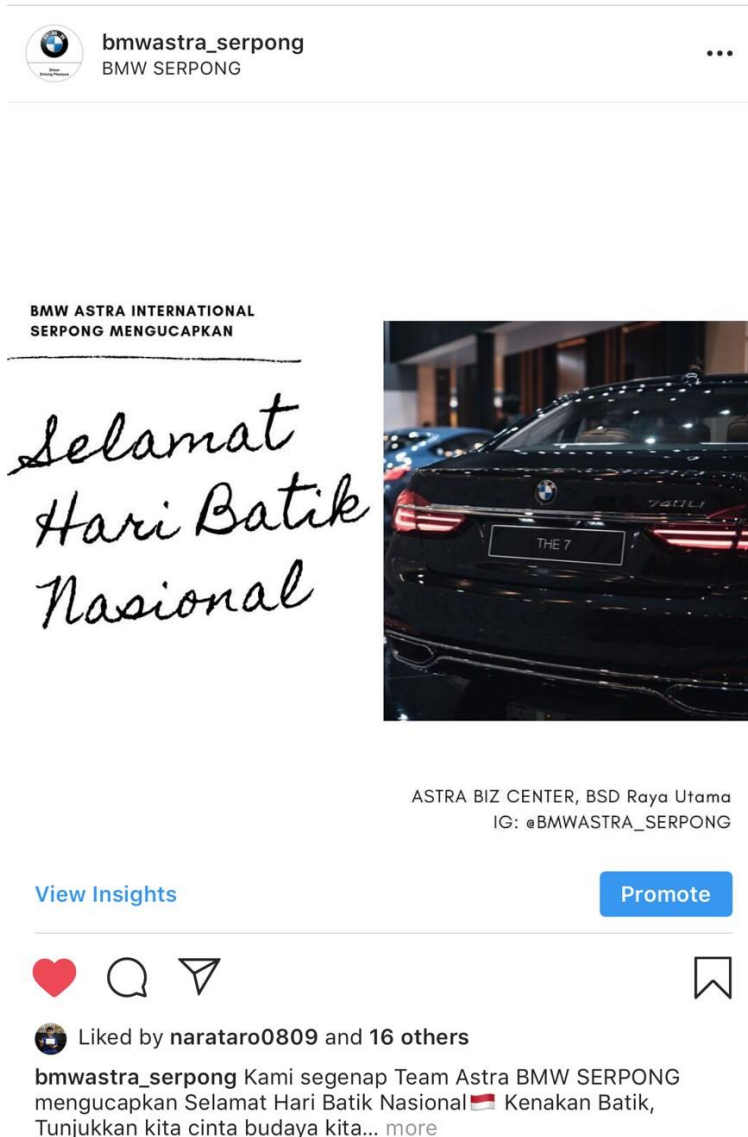 bmwastra_serpong
BMW SERPONG
BMW ASTRA INTERNATIONAL
SERPONG MENGUCAPKAN
Selamat
Hari Batik
Nasional
740Li
THE 7
ASTRA BIZ CENTER, BSD Raya Utama
IG: @BMWASTRA_SERPONG
View Insights
Promote
Liked by narataro0809 and 16 others
bmwastra_serpong Kami segenap Team Astra BMW SERPONG
mengucapkan Selamat Hari Batik Nasional🇮🇩 Kenakan Batik,
Tunjukkan kita cinta budaya kita... more